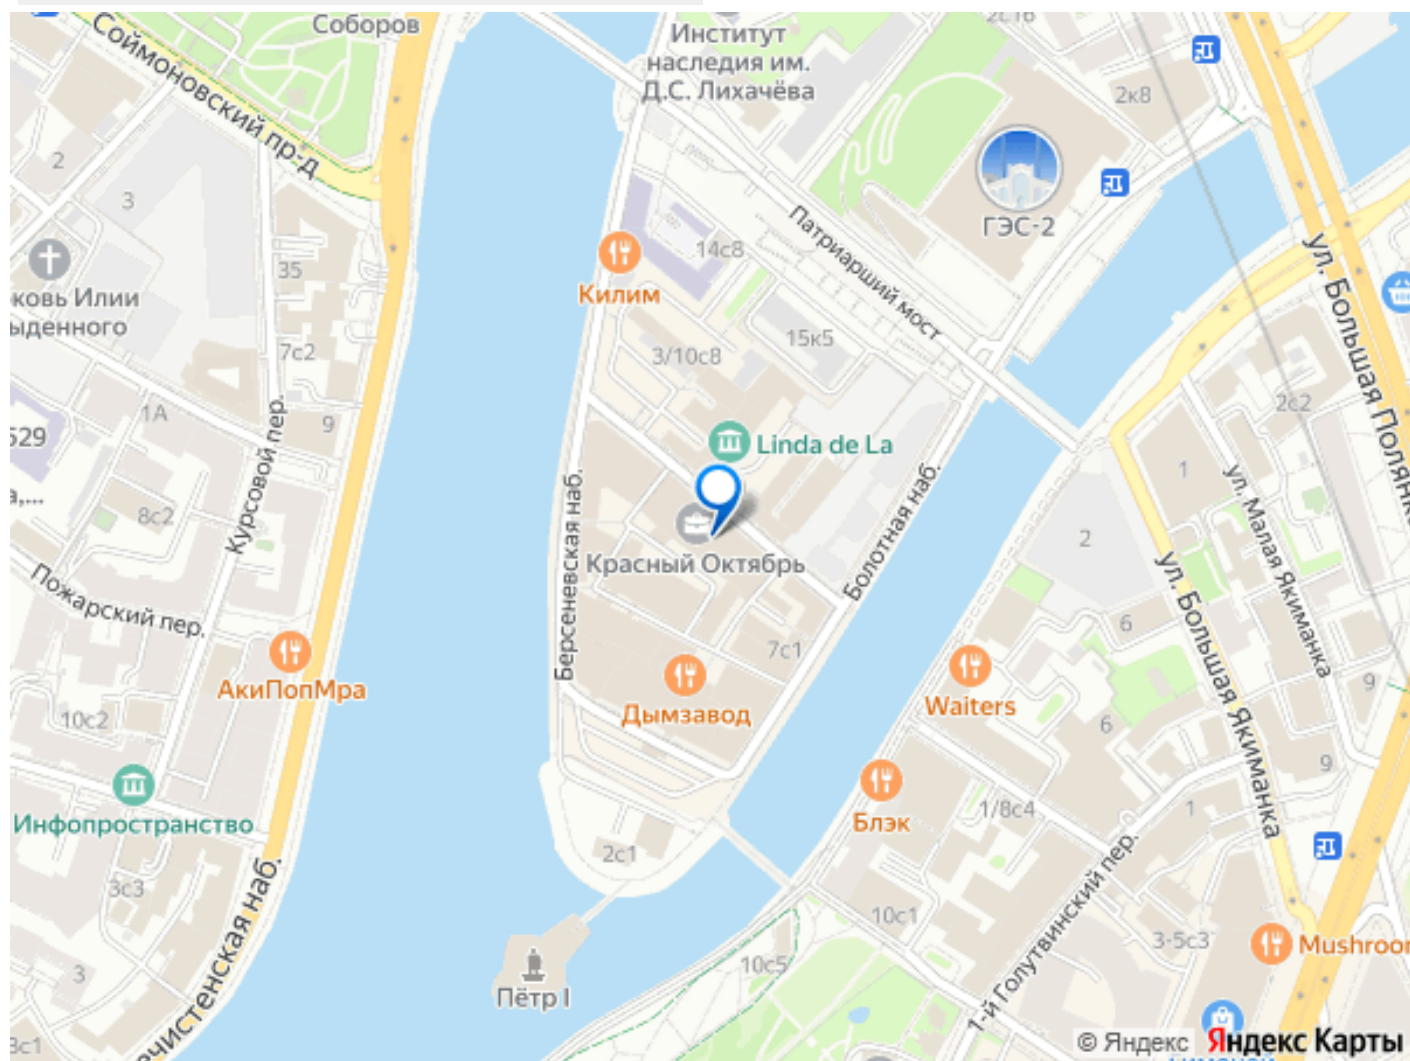 Соборов
Соймоновский пр-д
Институт
наследия им.
Д.С. Лихачёва
2с16
2к8
2
3
ГЭС-2
Патриарший мост
14с8
35
Килим
ул. Большая Полянка
ковь Илии
ыденного
7с2
3/10с8
15к5
1А
9
Курсовой пер.
529
а,...
Linda de La
2с2
1
ул. Малая Якиманка
8с2
Берсеневская наб.
Красный Октябрь
Болотная наб.
2
ул. Большая Якиманка
Пожарский пер.
7с1
6
АкиПопМра
Дымзавод
Waiters
9
10с2
6
9
Инфопространство
Блэк
1/8с4
1
2с1
1-й Голутвинский пер.
3с3
10с1
3-5с3
Mushroor
3
Пётр I
10с5
ечистенская наб.
3с1
© Яндекс
Яндекс Карты